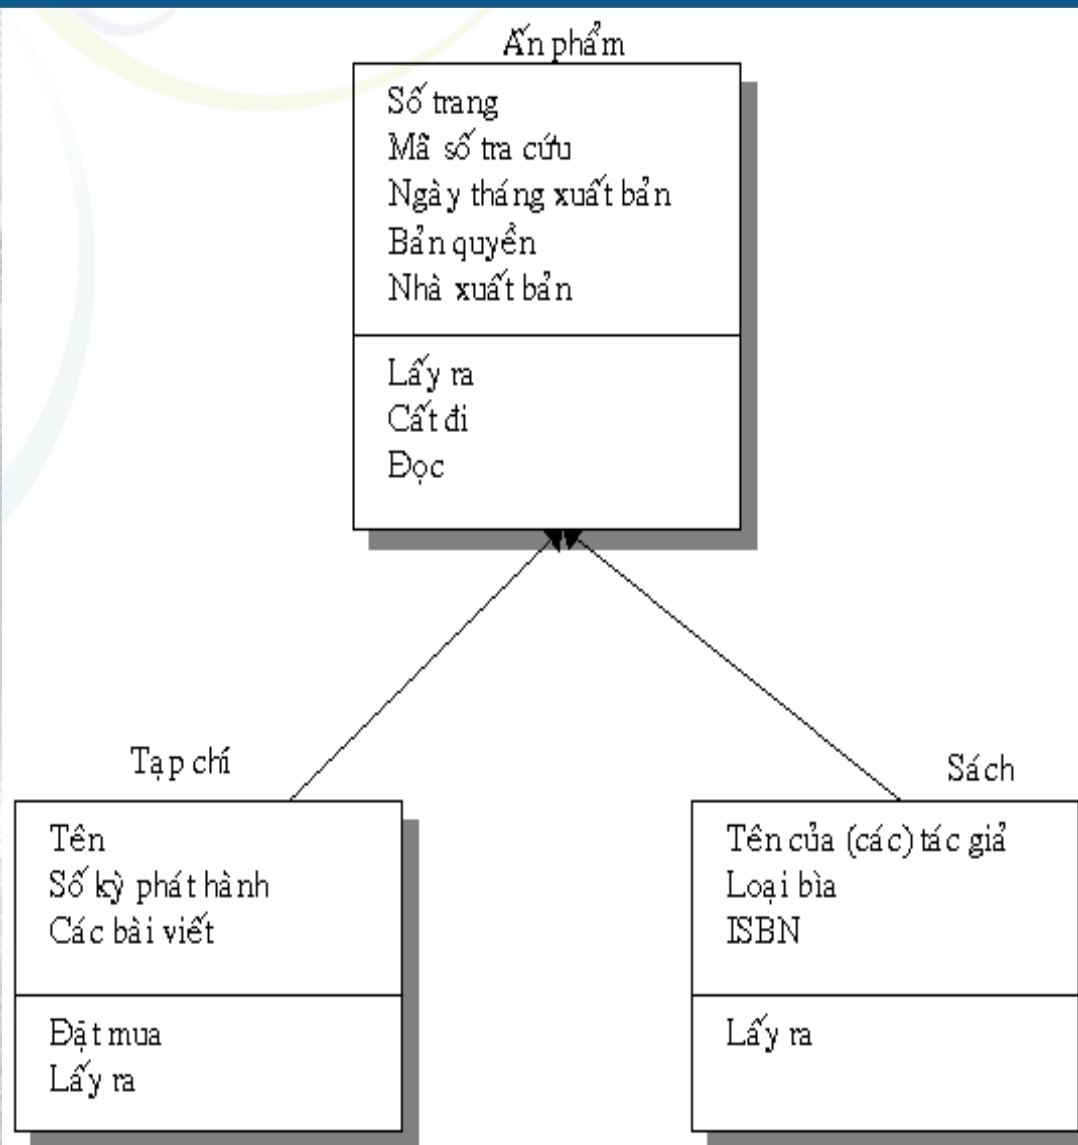 Ấn phẩm
Số trang
Mã số tra cứu
Ngày tháng xuất bản
Bản quyền
Nhà xuất bản
Lấy ra
Cất đi
Đọc
Tạp chí
Tên
Số kỳ phát hành
Các bài viết
Đặt mua
Lấy ra
Sách
Tên của (các) tác giả
Loại bìa
ISBN
Lấy ra